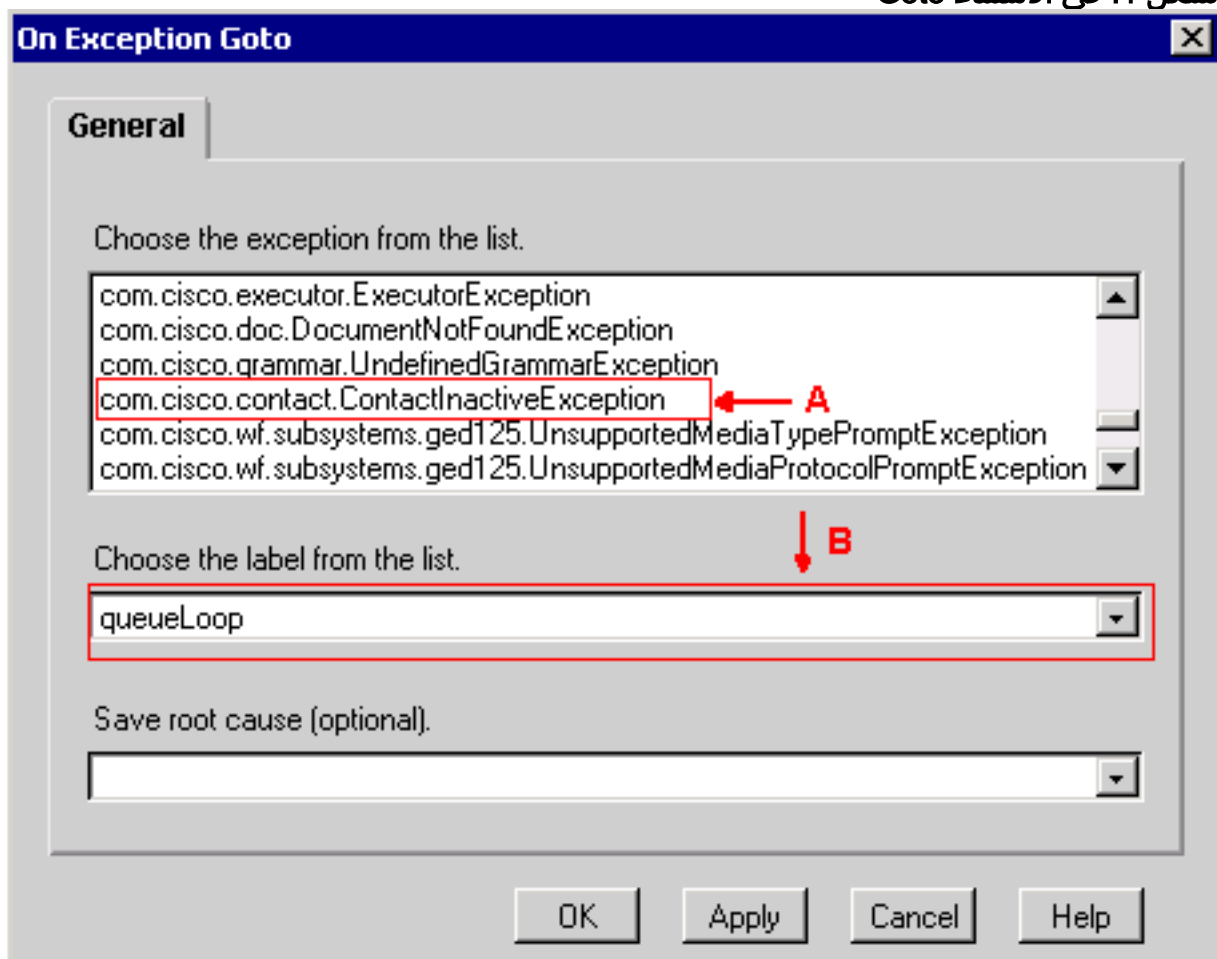 الاستثناء Goto
On Exception Goto
General
Choose the exception from the list.
com.cisco.executor.ExecutorException
com.cisco.doc.DocumentNotFoundException
com.cisco.grammar.UndefinedGrammarException
com.cisco.contact.ContactInactiveException
A
com.cisco.wf.subsystems.ged125.UnsupportedMediaTypePromptException
com.cisco.wf.subsystems.ged125.UnsupportedMediaProtocolPromptException
B
Choose the label from the list.
queueLoop
Save root cause (optional).
OK Apply Cancel Help